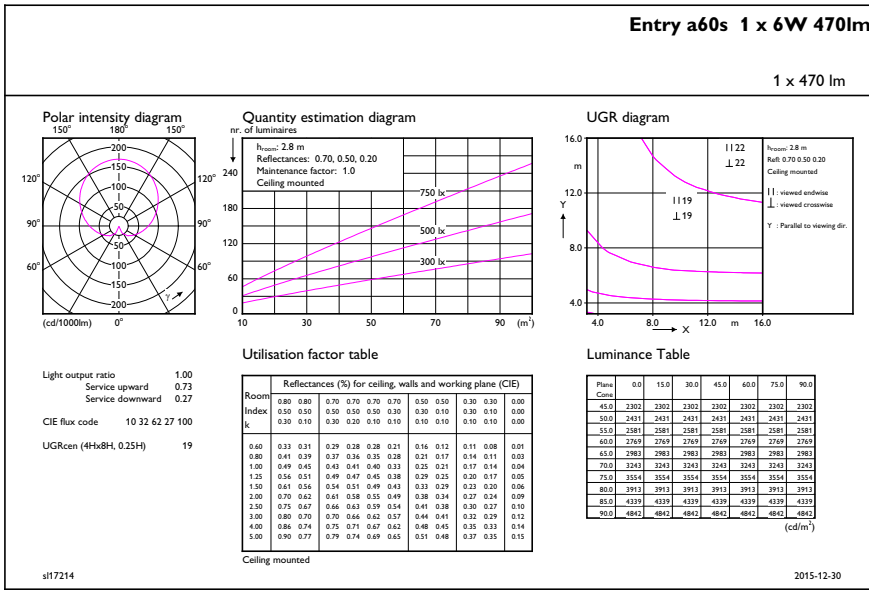 Entry a60s 1 x 6W 470lm
1 x 470 lm
Polar intensity diagram
150° 180° 150°
120° 120°
90° 90°
60° 60°
200
150
100
50
50
100
150
200
γ
(cd/1000lm) 0°
Quantity estimation diagram
nr. of luminaires
hroom: 2.8 m
Reflectances: 0.70, 0.50, 0.20
Maintenance factor: 1.0
Ceiling mounted
240
180
120
60
0
750 lx
500 lx
300 lx
10 30 50 70 90 (m²)
UGR diagram
16.0
m
12.0
Y
8.0
4.0
II 22
⊥ 22
II 19
⊥ 19
4.0 8.0 12.0 m 16.0
X
hroom: 2.8 m
Refl: 0.70 0.50 0.20
Ceiling mounted
II : viewed endwise
⊥ : viewed crosswise
Y : Parallel to viewing dir.
Light output ratio 1.00
Service upward 0.73
Service downward 0.27
CIE flux code 10 32 62 27 100
UGRcen (4Hx8H, 0.25H) 19
Utilisation factor table
Room
Index
k
Reflectances (%) for ceiling, walls and working plane (CIE)
0.80 0.80 0.70 0.70 0.70 0.70 0.50 0.50 0.30 0.30 0.00
0.50 0.50 0.50 0.50 0.50 0.30 0.30 0.10 0.30 0.10 0.00
0.30 0.10 0.30 0.20 0.10 0.10 0.10 0.10 0.10 0.10 0.00
0.60 0.33 0.31 0.29 0.28 0.28 0.21 0.16 0.12 0.11 0.08 0.01
0.80 0.41 0.39 0.37 0.36 0.35 0.28 0.21 0.17 0.14 0.11 0.03
1.00 0.49 0.45 0.43 0.41 0.40 0.33 0.25 0.21 0.17 0.14 0.04
1.25 0.56 0.51 0.49 0.47 0.45 0.38 0.29 0.25 0.20 0.17 0.05
1.50 0.61 0.56 0.54 0.51 0.49 0.43 0.33 0.29 0.23 0.20 0.06
2.00 0.70 0.62 0.61 0.58 0.55 0.49 0.38 0.34 0.27 0.24 0.09
2.50 0.75 0.67 0.66 0.63 0.59 0.54 0.41 0.38 0.30 0.27 0.10
3.00 0.80 0.70 0.70 0.66 0.62 0.57 0.44 0.41 0.32 0.29 0.12
4.00 0.86 0.74 0.75 0.71 0.67 0.62 0.48 0.45 0.35 0.33 0.14
5.00 0.90 0.77 0.79 0.74 0.69 0.65 0.51 0.48 0.37 0.35 0.15
Ceiling mounted
Luminance Table
Plane 0.0 15.0 30.0 45.0 60.0 75.0 90.0
Cone
45.0 2302 2302 2302 2302 2302 2302 2302
50.0 2431 2431 2431 2431 2431 2431 2431
55.0 2581 2581 2581 2581 2581 2581 2581
60.0 2769 2769 2769 2769 2769 2769 2769
65.0 2983 2983 2983 2983 2983 2983 2983
70.0 3243 3243 3243 3243 3243 3243 3243
75.0 3554 3554 3554 3554 3554 3554 3554
80.0 3913 3913 3913 3913 3913 3913 3913
85.0 4339 4339 4339 4339 4339 4339 4339
90.0 4842 4842 4842 4842 4842 4842 4842
(cd/m²)
sl17214
2015-12-30